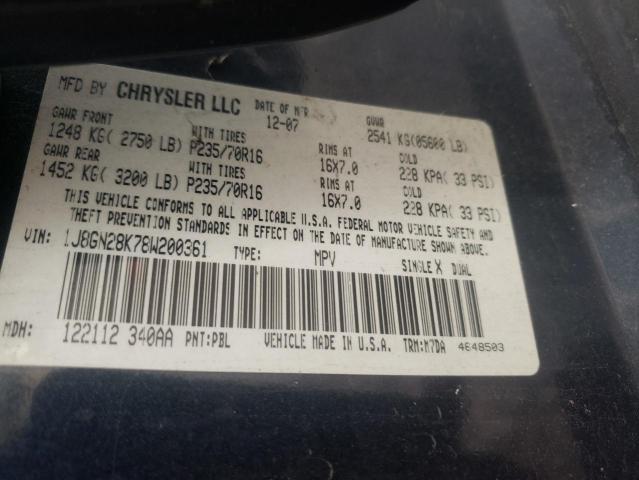 MFD BY CHRYSLER LLC DATE OF MFR 12-07 GVWR 2541 KG(05600 LB)
GAWR FRONT WITH TIRES RIMS AT COLD
1248 KG( 2750 LB) P235/70R16 16X7.0 228 KPA( 33 PSI)
GAWR REAR WITH TIRES RIMS AT COLD
1452 KG( 3200 LB) P235/70R16 16X7.0 228 KPA( 33 PSI)
THIS VEHICLE CONFORMS TO ALL APPLICABLE U.S.A. FEDERAL MOTOR VEHICLE SAFETY AND
THEFT PREVENTION STANDARDS IN EFFECT ON THE DATE OF MANUFACTURE SHOWN ABOVE.
VIN: 1J8GN28K78W200361 TYPE: MPV SINGLE X DUAL
MDH: 122112 340AA PNT:PBL VEHICLE MADE IN U.S.A. TRM:M7DA 4648503